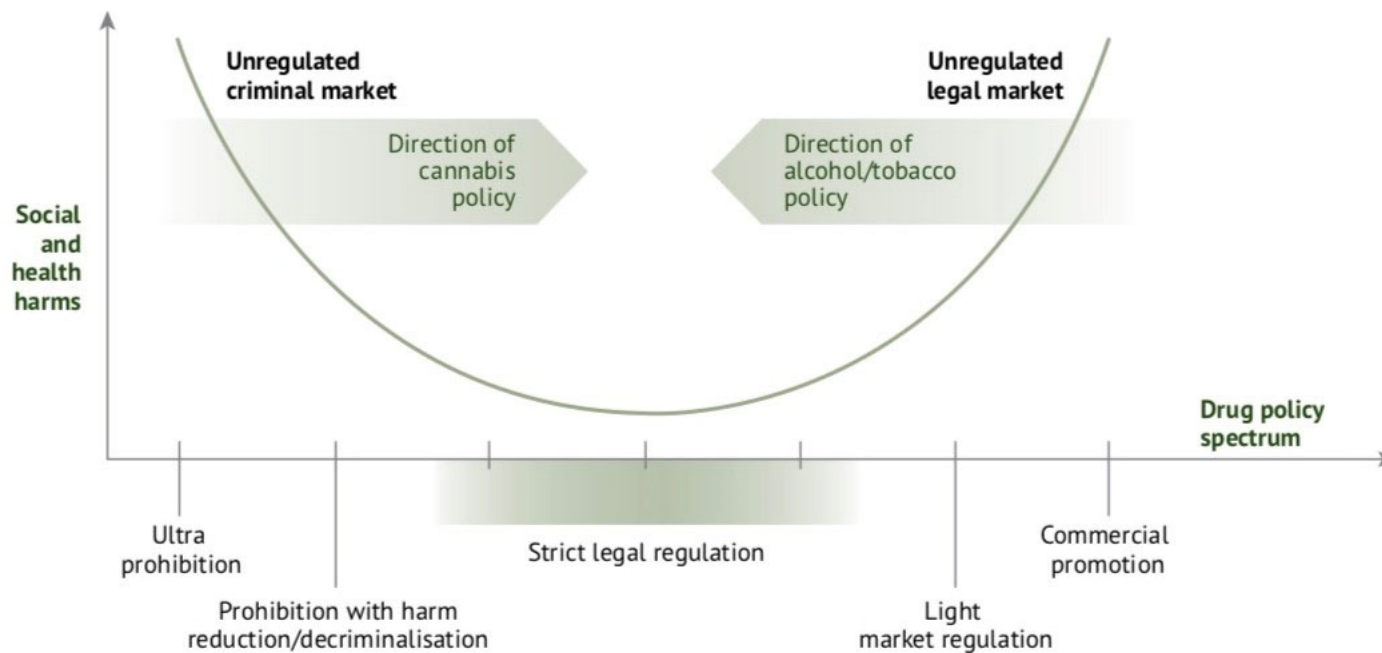 Unregulated
criminal market
Unregulated
legal market
Direction of
cannabis
policy
Direction of
alcohol/tobacco
policy
Social
and
health
harms
Drug policy
spectrum
Ultra
prohibition
Prohibition with harm
reduction/decriminalisation
Strict legal regulation
Light
market regulation
Commercial
promotion